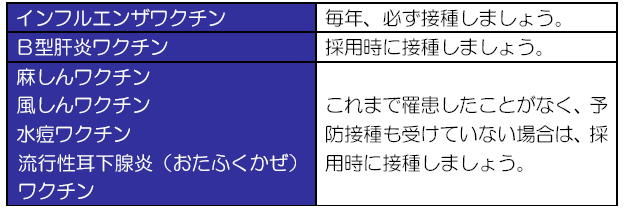 インフルエンザワクチン
毎年、必ず接種しましょう。
B型肝炎ワクチン
採用時に接種しましょう。
麻しんワクチン
風しんワクチン
水痘ワクチン
流行性耳下腺炎（おたふくかぜ）
ワクチン
これまで罹患したことがなく、予
防接種も受けていない場合は、採
用時に接種しましょう。